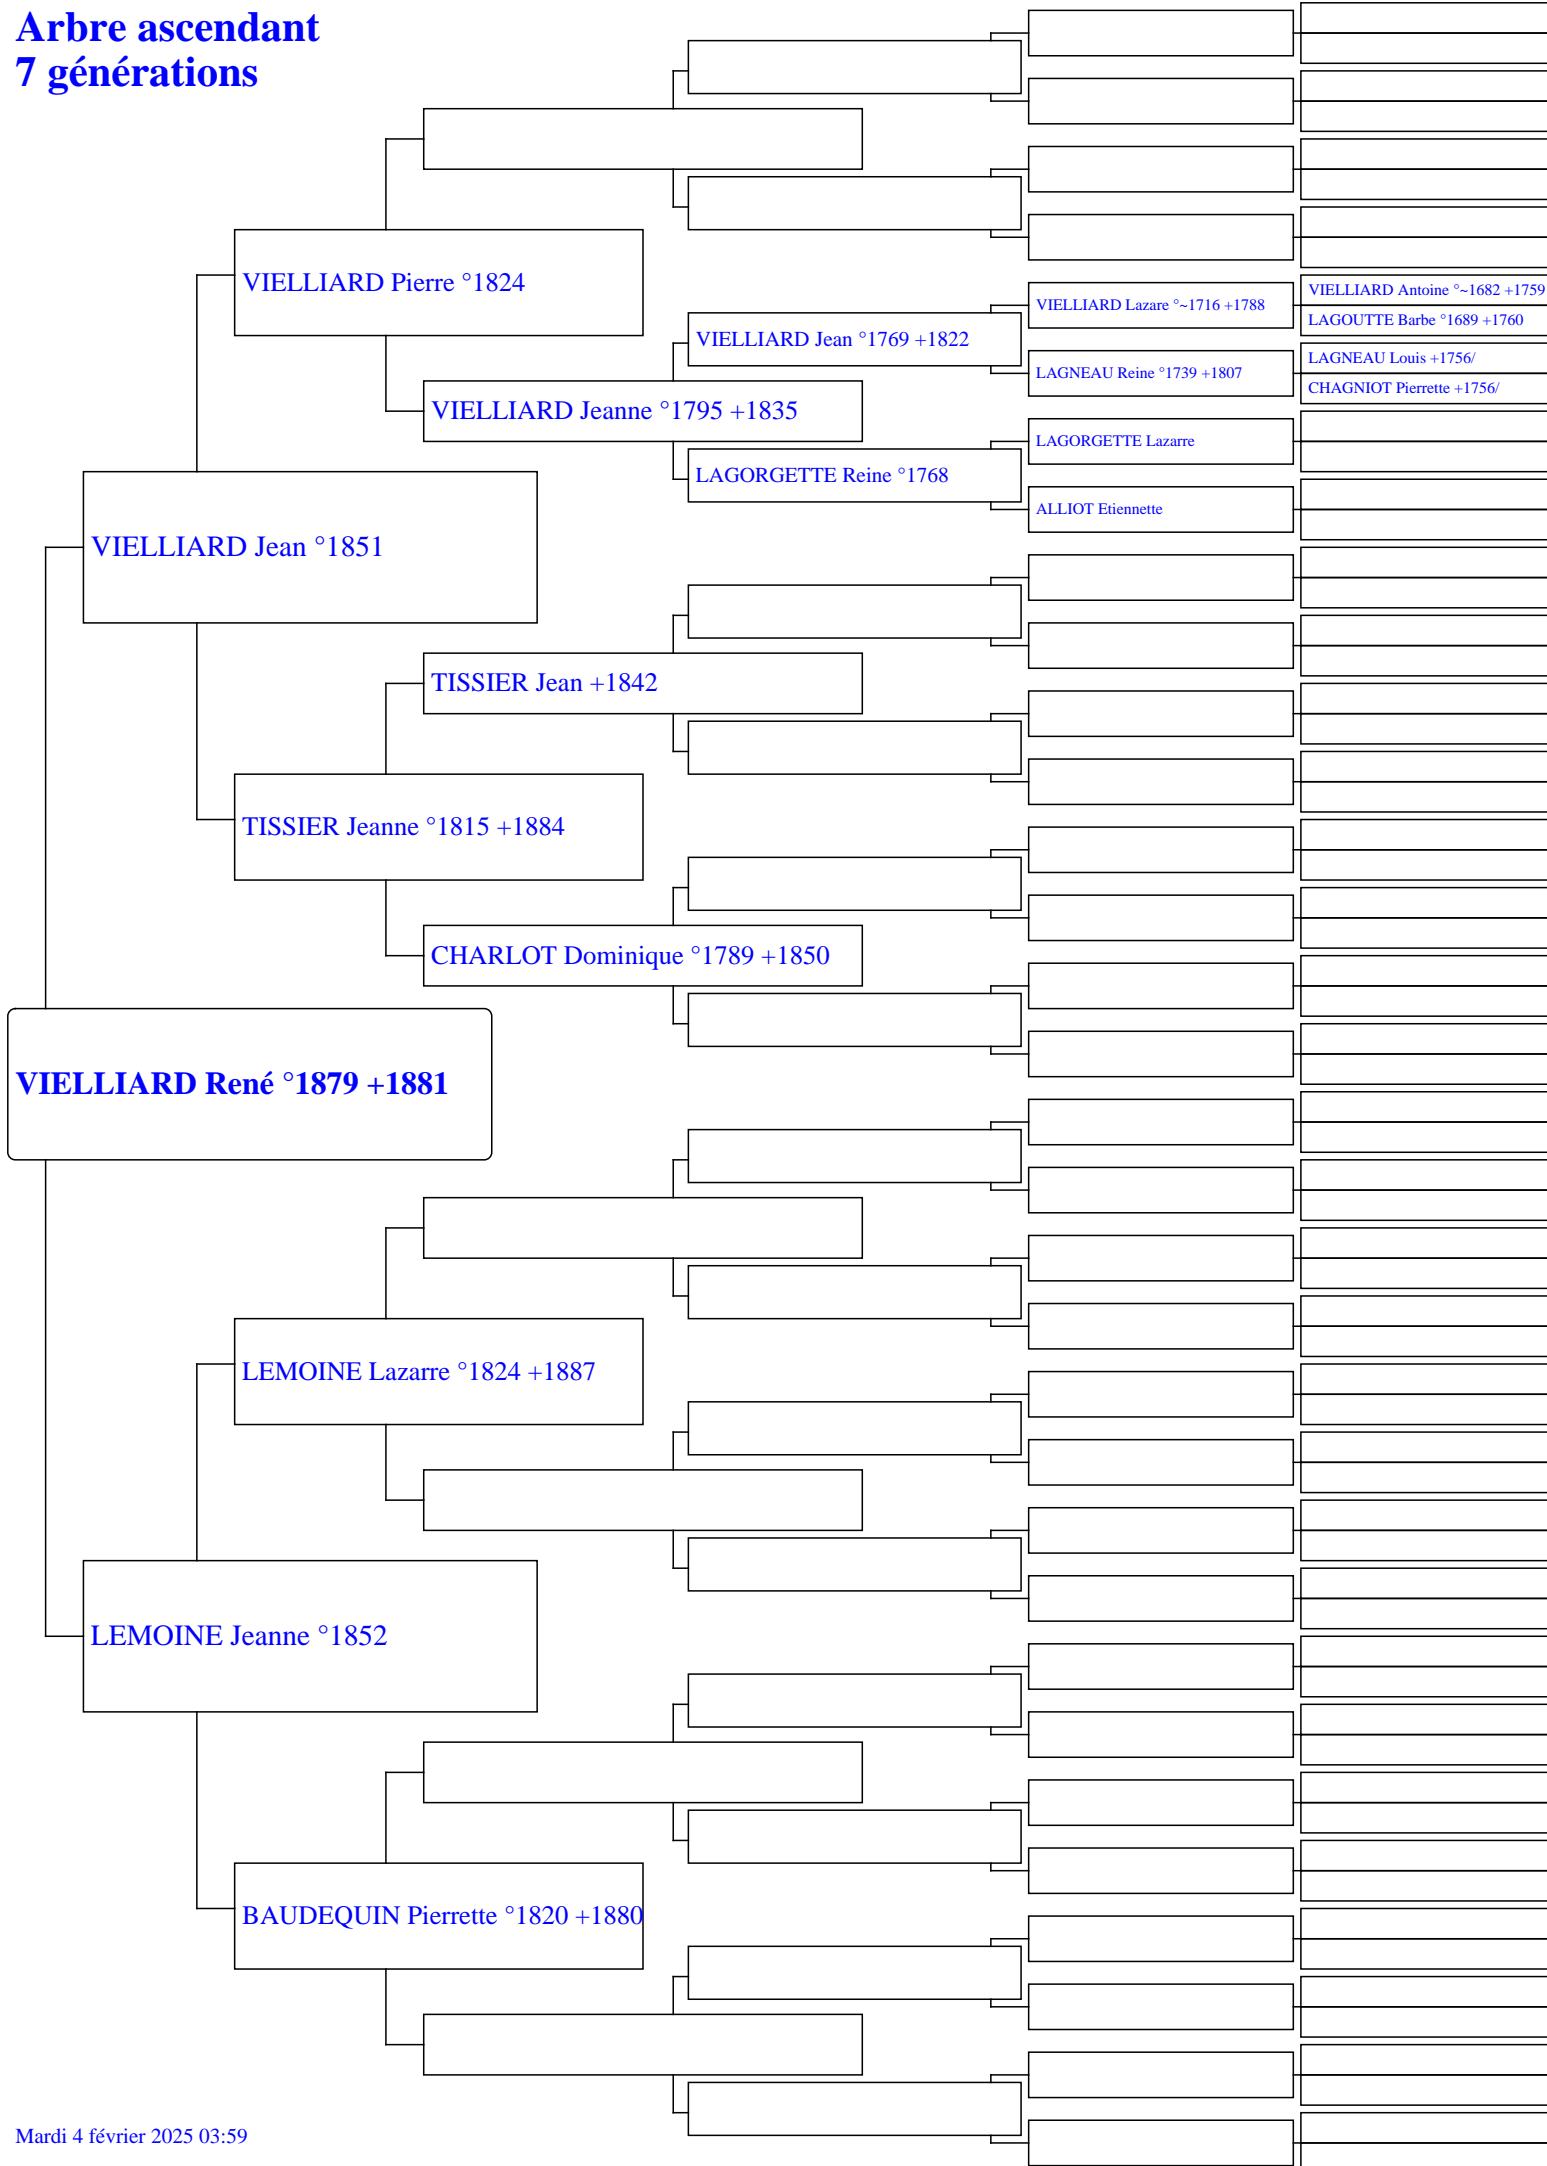 Arbre ascendant
7 générations
VIELLIARD Antoine °~1682 +1759
VIELLIARD Pierre °1824
VIELLIARD Lazare °~1716 +1788
LAGOUTTE Barbe °1689 +1760
VIELLIARD Jean °1769 +1822
LAGNEAU Louis +1756/
LAGNEAU Reine °1739 +1807
CHAGNIOT Pierrette +1756/
VIELLIARD Jeanne °1795 +1835
LAGORGETTE Lazarre
LAGORGETTE Reine °1768
ALLIOT Etiennette
VIELLIARD Jean °1851
TISSIER Jean +1842
TISSIER Jeanne °1815 +1884
CHARLOT Dominique °1789 +1850
VIELLIARD René °1879 +1881
LEMOINE Lazarre °1824 +1887
LEMOINE Jeanne °1852
BAUDEQUIN Pierrette °1820 +1880
Mardi 4 février 2025 03:59